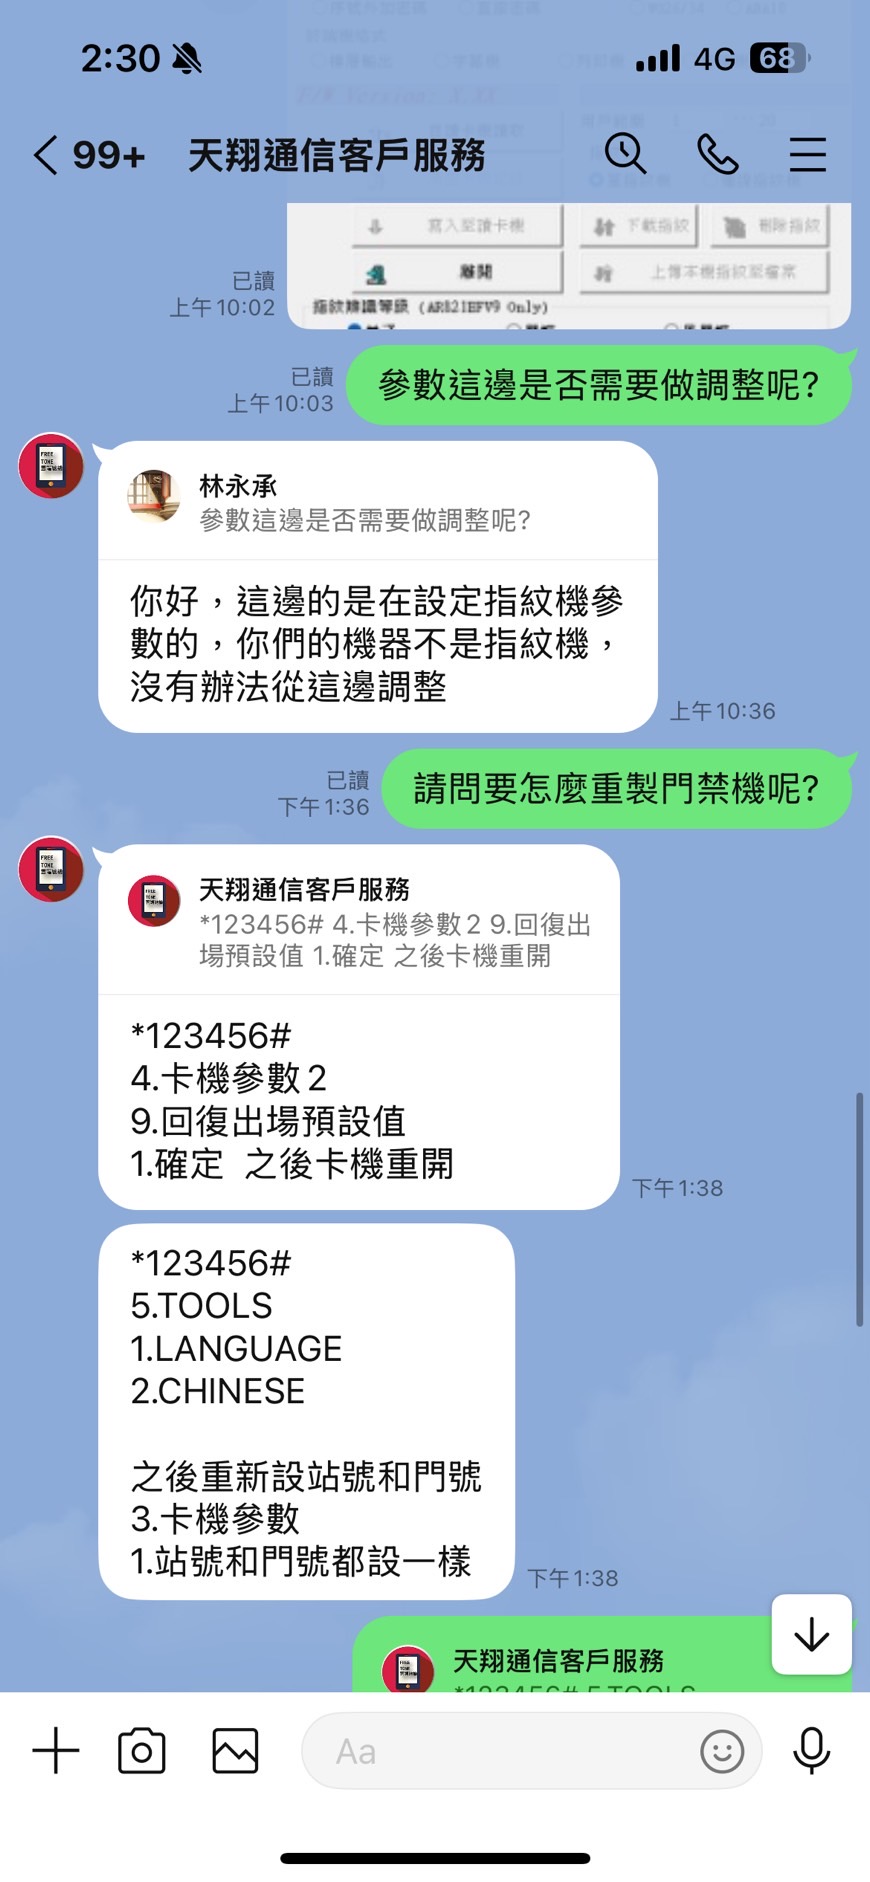 2:30
4G
68
99+ 天翔通信客戶服務
寫入至讀卡機
下載指紋
刪除指紋
離開
上傳本機指紋至檔案
指紋辨識等級 (AR821EFV9 Only)
已讀
上午10:02
參數這邊是否需要做調整呢?
已讀
上午10:03
林永承
參數這邊是否需要做調整呢?
你好，這邊的是在設定指紋機參
數的，你們的機器不是指紋機，
沒有辦法從這邊調整
上午10:36
請問要怎麼重製門禁機呢?
已讀
下午1:36
天翔通信客戶服務
*123456# 4.卡機參數2 9.回復出
場預設值 1.確定 之後卡機重開
*123456#
4.卡機參數2
9.回復出場預設值
1.確定 之後卡機重開
下午1:38
*123456#
5.TOOLS
1.LANGUAGE
2.CHINESE
之後重新設站號和門號
3.卡機參數
1.站號和門號都設一樣
下午1:38
天翔通信客戶服務
*123456# 5.TOOLS
Aa